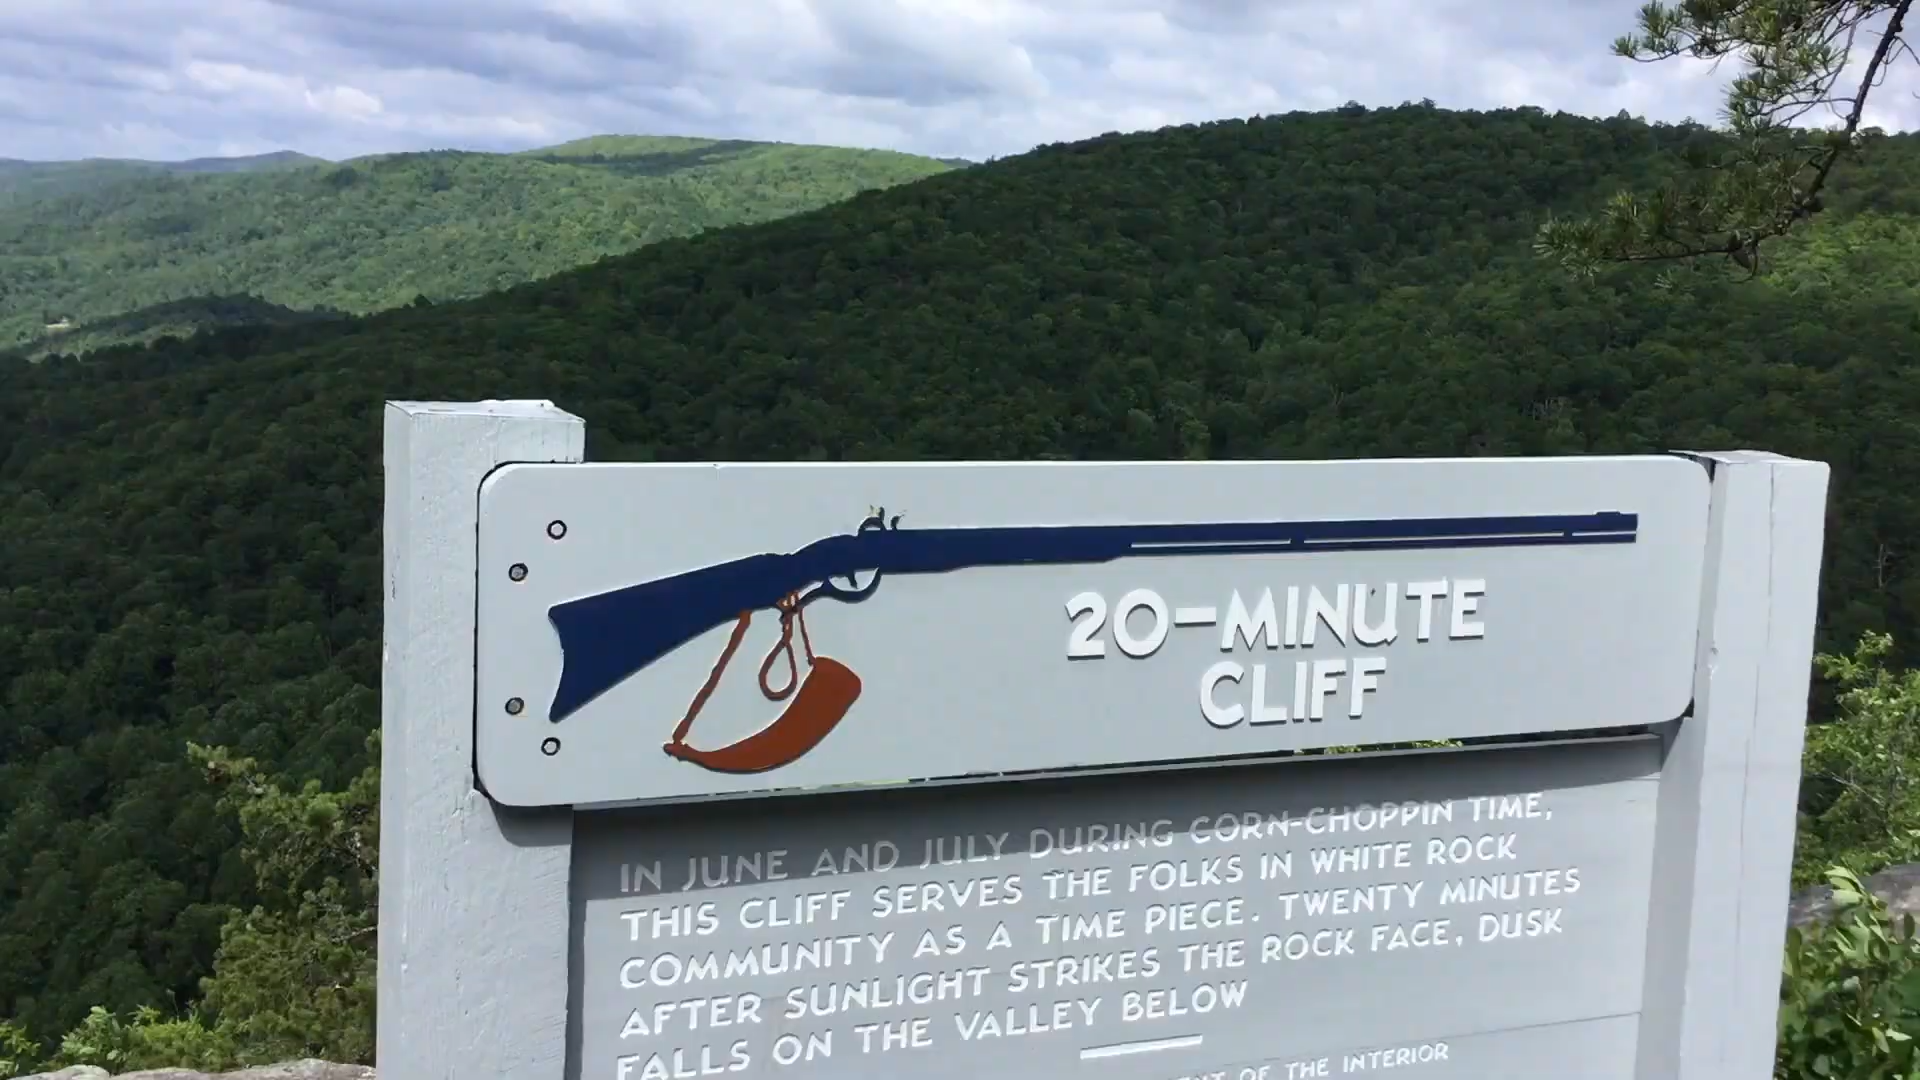 20-MINUTE
CLIFF
IN JUNE AND JULY DURING CORN-CHOPPIN TIME,
THIS CLIFF SERVES THE FOLKS IN WHITE ROCK
COMMUNITY AS A TIME PIECE. TWENTY MINUTES
AFTER SUNLIGHT STRIKES THE ROCK FACE, DUSK
FALLS ON THE VALLEY BELOW
OF THE INTERIOR